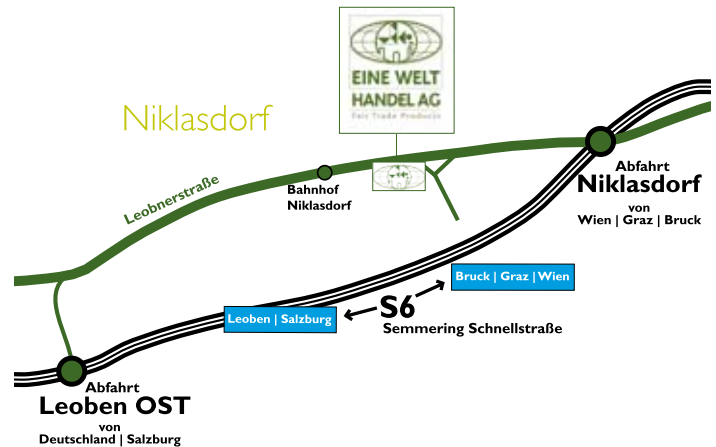 EINE WELT
HANDEL AG
Fair Trade Products
Niklasdorf
Leobnerstraße
Bahnhof
Niklasdorf
Abfahrt
Niklasdorf
von
Wien | Graz | Bruck
Bruck | Graz | Wien
Leoben | Salzburg
S6
Semmering Schnellstraße
Abfahrt
Leoben OST
von
Deutschland | Salzburg